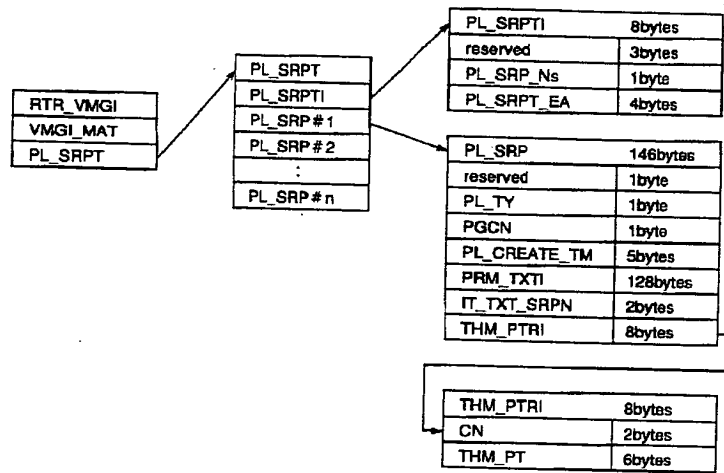 RTR_VMGI
VMGI_MAT
PL_SRPT
PL_SRPT
PL_SRPTI
PL_SRP#1
PL_SRP#2
:
PL_SRP#n
PL_SRPTI 8bytes
reserved 3bytes
PL_SRP_Ns 1byte
PL_SRPT_EA 4bytes
PL_SRP 146bytes
reserved 1byte
PL_TY 1byte
PGCN 1byte
PL_CREATE_TM 5bytes
PRM_TXTI 128bytes
IT_TXT_SRPN 2bytes
THM_PTRI 8bytes
THM_PTRI 8bytes
CN 2bytes
THM_PT 6bytes